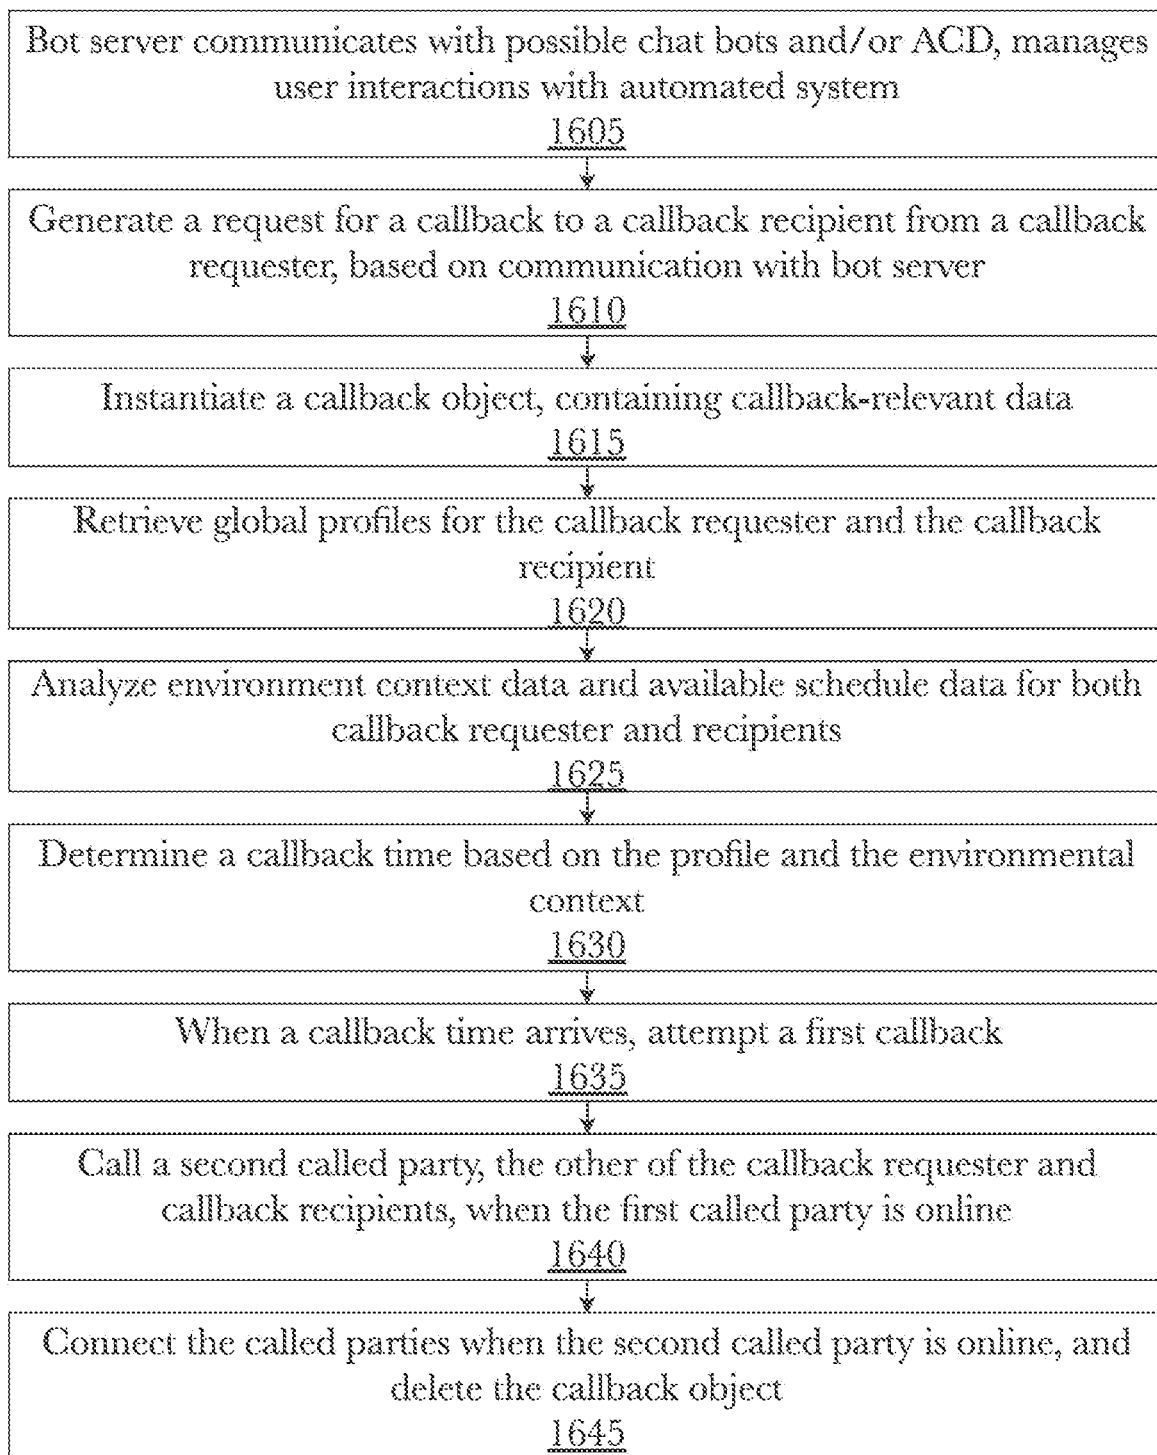 Bot server communicates with possible chat bots and/or ACD, manages
user interactions with automated system
1605
Generate a request for a callback to a callback recipient from a callback
requester, based on communication with bot server
1610
Instantiate a callback object, containing callback-relevant data
1615
Retrieve global profiles for the callback requester and the callback
recipient
1620
Analyze environment context data and available schedule data for both
callback requester and recipients
1625
Determine a callback time based on the profile and the environmental
context
1630
When a callback time arrives, attempt a first callback
1635
Call a second called party, the other of the callback requester and
callback recipients, when the first called party is online
1640
Connect the called parties when the second called party is online, and
delete the callback object
1645